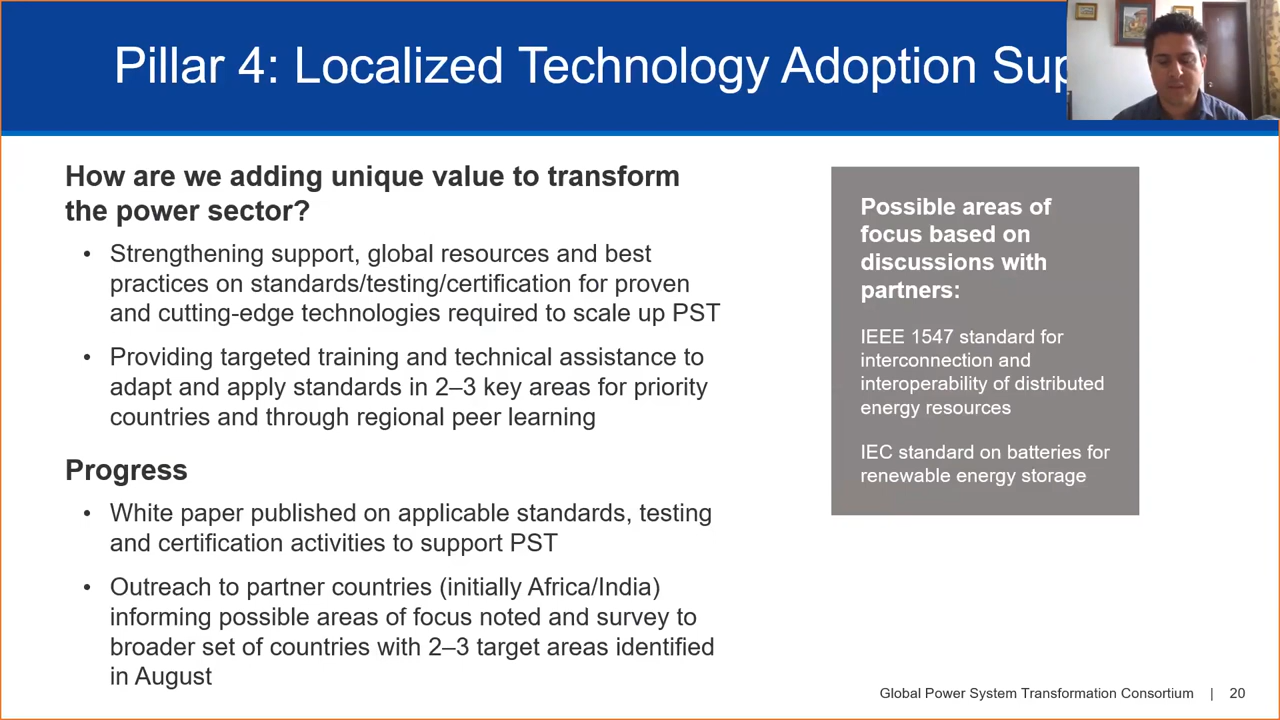 Pillar 4: Localized Technology Adoption Sup
How are we adding unique value to transform
the power sector?
• Strengthening support, global resources and best
practices on standards/testing/certification for proven
and cutting-edge technologies required to scale up PST
• Providing targeted training and technical assistance to
adapt and apply standards in 2–3 key areas for priority
countries and through regional peer learning
Progress
• White paper published on applicable standards, testing
and certification activities to support PST
• Outreach to partner countries (initially Africa/India)
informing possible areas of focus noted and survey to
broader set of countries with 2–3 target areas identified
in August
Possible areas of
focus based on
discussions with
partners:
IEEE 1547 standard for
interconnection and
interoperability of distributed
energy resources
IEC standard on batteries for
renewable energy storage
Global Power System Transformation Consortium | 20